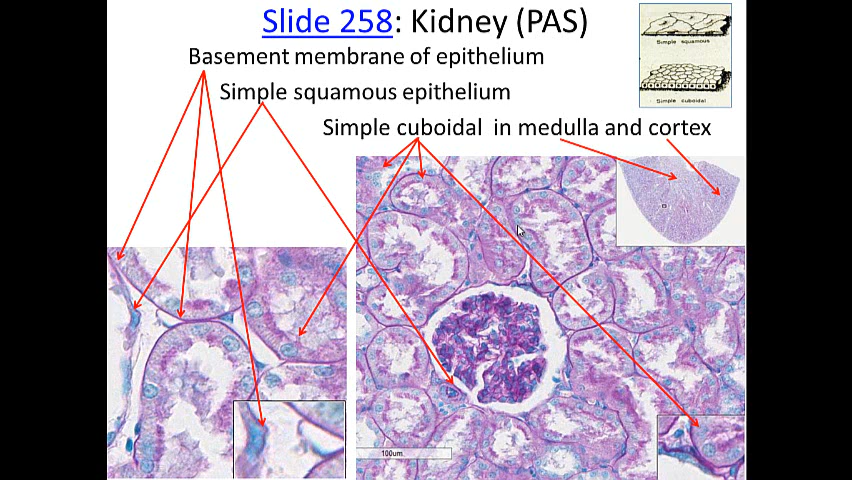 Slide 258: Kidney (PAS)
Simple squamous
Basement membrane of epithelium
Simple squamous epithelium
Simple cuboidal
Simple cuboidal in medulla and cortex
100um